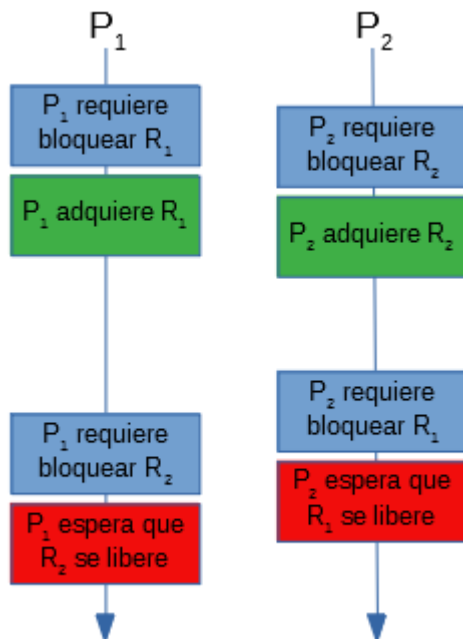 P₁
P₁ requiere
bloquear R₁
P₁ adquiere R₁
P₁ requiere
bloquear R₂
P₁ espera que
R₂ se libere
P₂
P₂ requiere
bloquear R₂
P₂ adquiere R₂
P₂ requiere
bloquear R₁
P₂ espera que
R₁ se libere